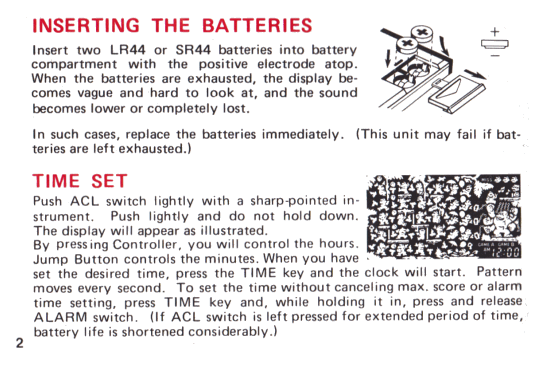 INSERTING THE BATTERIES
Insert two LR44 or SR44 batteries into battery
compartment with the positive electrode atop.
When the batteries are exhausted, the display be-
comes vague and hard to look at, and the sound
becomes lower or completely lost.
+
−
In such cases, replace the batteries immediately. (This unit may fail if bat-
teries are left exhausted.)
TIME SET
Push ACL switch lightly with a sharp-pointed in-
strument. Push lightly and do not hold down.
The display will appear as illustrated.
By pressing Controller, you will control the hours.
Jump Button controls the minutes. When you have
GAME A GAME B
AM 12:00
set the desired time, press the TIME key and the clock will start. Pattern
moves every second. To set the time without canceling max. score or alarm
time setting, press TIME key and, while holding it in, press and release
ALARM switch. (If ACL switch is left pressed for extended period of time,
battery life is shortened considerably.)
2